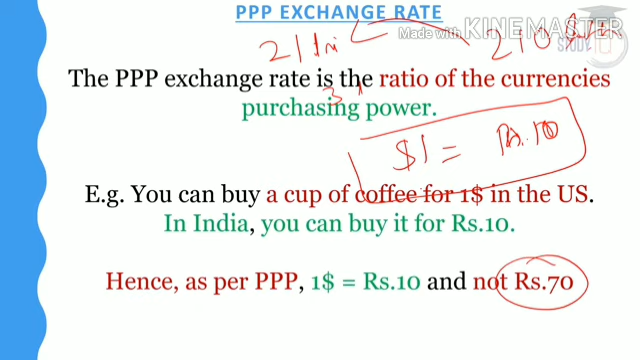 PPP EXCHANGE RATE
Made with KINEMASTER
STUDY
The PPP exchange rate is the ratio of the currencies
purchasing power.
$1 = Rs.10
E.g. You can buy a cup of coffee for 1$ in the US.
In India, you can buy it for Rs.10.
Hence, as per PPP, 1$ = Rs.10 and not Rs.70